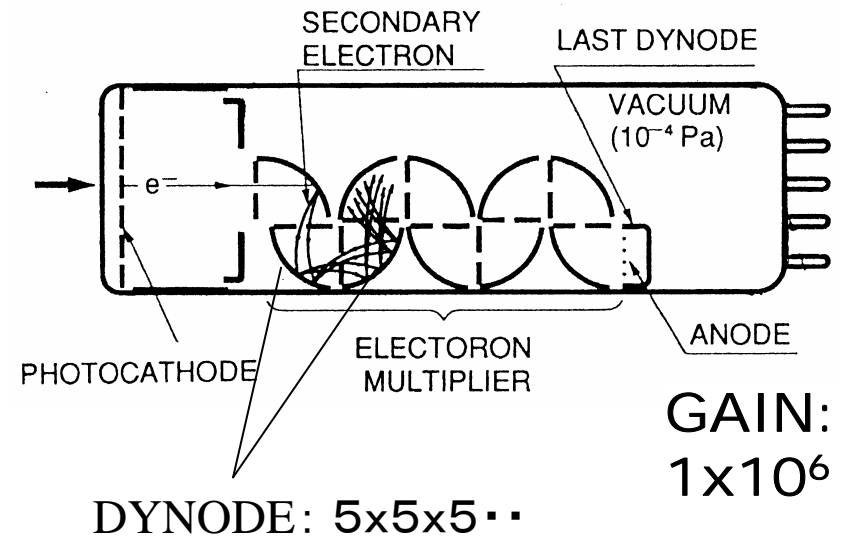 SECONDARY
ELECTRON
LAST DYNODE
VACUUM
(10⁻⁴ Pa)
e⁻
PHOTOCATHODE
ELECTORON
MULTIPLIER
ANODE
GAIN:
1x10⁶
DYNODE: 5x5x5··